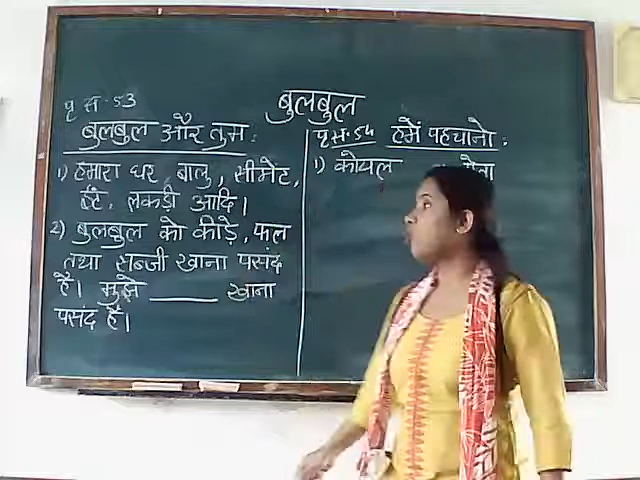 बुलबुल
पृ सं. 53
बुलबुल और तुम :
1) हमारा घर, बालु, सीमेंट,
ईंट, लकड़ी आदि।
2) बुलबुल को कीड़े, फल
तथा सब्जी खाना पसंद
है। मुझे ______ खाना
पसंद है।
पृ सं. 54 हमें पहचानो :
1) कोयल